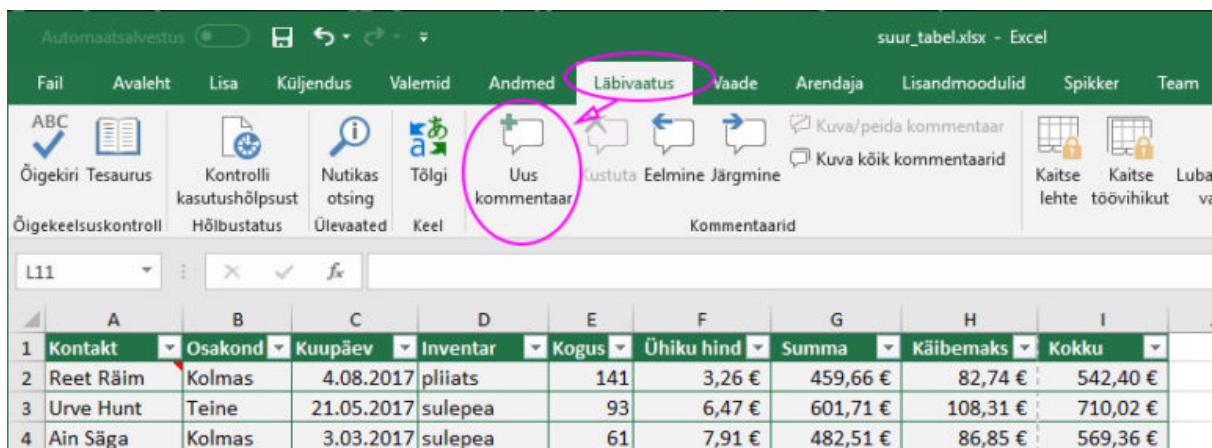 Automaatsalvestus
suur_tabel.xlsx - Excel
Fail Avaleht Lisa Küljendus Valemid Andmed Läbivaatus Vaade Arendaja Lisandmoodulid Spikker Team
ABC
Õigekiri Tesaurus
Kontrolli kasutushõlpsust
Nutikas otsing
Tõlgi
Uus kommentaar
Kustuta Eelmine Järgmine
Kuva/peida kommentaar
Kuva kõik kommentaarid
Kaitse lehte
Kaitse töövihikut
Õigekeelsuskontroll Hõlbustatus Ülevaated Keel Kommentaarid
L11 fx
A B C D E F G H I
1 Kontakt Osakond Kuupäev Inventar Kogus Ühiku hind Summa Käibemaks Kokku
2 Reet Räim Kolmas 4.08.2017 pliiats 141 3,26 € 459,66 € 82,74 € 542,40 €
3 Urve Hunt Teine 21.05.2017 sulepea 93 6,47 € 601,71 € 108,31 € 710,02 €
4 Ain Säga Kolmas 3.03.2017 sulepea 61 7,91 € 482,51 € 86,85 € 569,36 €